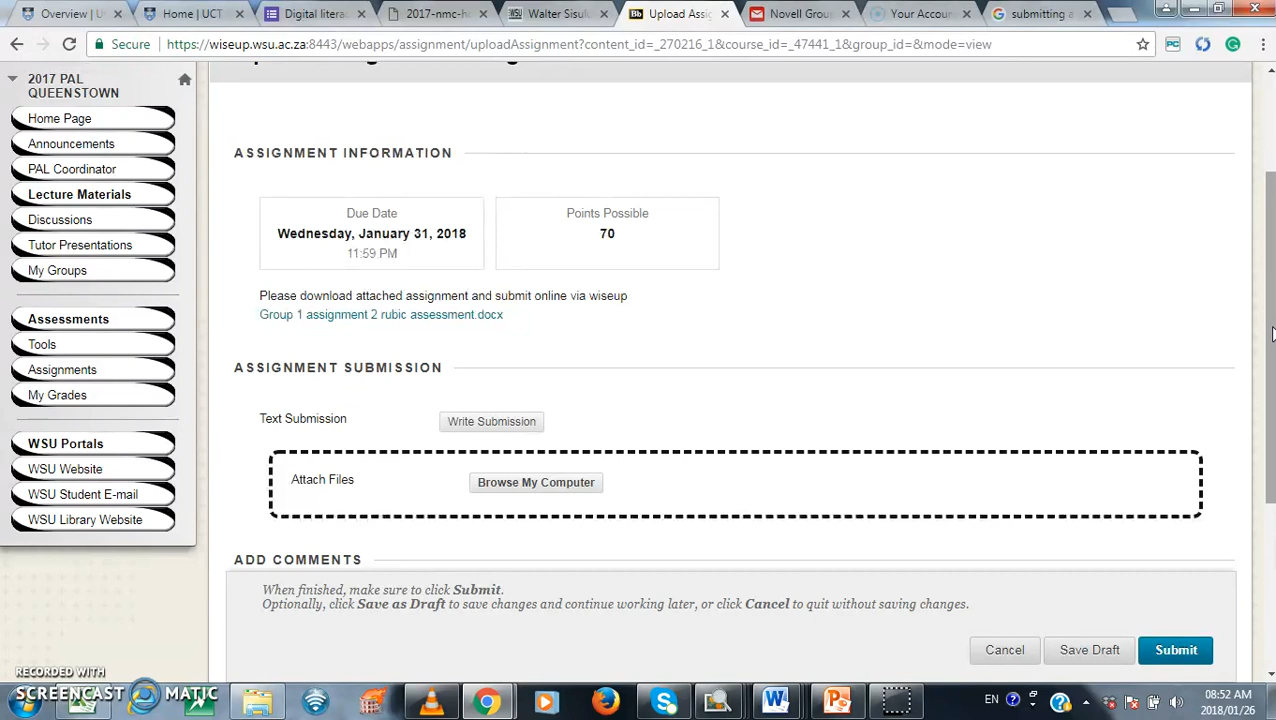 Overview | U
Home | UCT
Digital litera
2017-nmc-h
Walter Sisulu
Upload Assig
Novell Grou
Your Accoun
submitting a
Secure https://wiseup.wsu.ac.za:8443/webapps/assignment/uploadAssignment?content_id=_270216_1&course_id=_47441_1&group_id=&mode=view
2017 PAL
QUEENSTOWN
Home Page
Announcements
PAL Coordinator
Lecture Materials
Discussions
Tutor Presentations
My Groups
Assessments
Tools
Assignments
My Grades
WSU Portals
WSU Website
WSU Student E-mail
WSU Library Website
ASSIGNMENT INFORMATION
Due Date
Wednesday, January 31, 2018
11:59 PM
Points Possible
70
Please download attached assignment and submit online via wiseup
Group 1 assignment 2 rubic assessment.docx
ASSIGNMENT SUBMISSION
Text Submission
Write Submission
Attach Files
Browse My Computer
ADD COMMENTS
When finished, make sure to click Submit.
Optionally, click Save as Draft to save changes and continue working later, or click Cancel to quit without saving changes.
Cancel
Save Draft
Submit
RECORDED WITH
SCREENCAST MATIC
EN
08:52 AM
2018/01/26